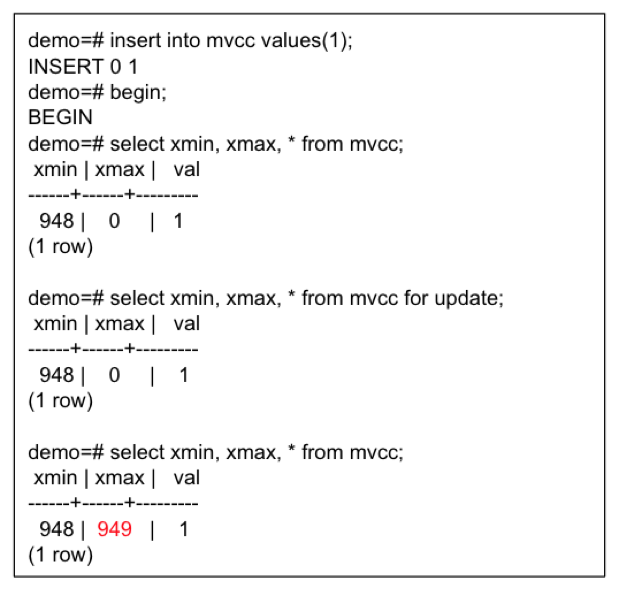 demo=# insert into mvcc values(1);
INSERT 0 1
demo=# begin;
BEGIN
demo=# select xmin, xmax, * from mvcc;
xmin | xmax | val
------+------+---------
948 | 0 | 1
(1 row)
demo=# select xmin, xmax, * from mvcc for update;
xmin | xmax | val
------+------+---------
948 | 0 | 1
(1 row)
demo=# select xmin, xmax, * from mvcc;
xmin | xmax | val
------+------+---------
948 | 949 | 1
(1 row)